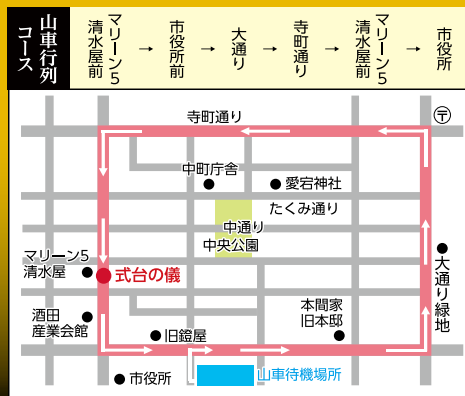 山車行列
コース
マリーン5
清水屋前
→
市役所前
→
大通り
→
寺町通り
→
マリーン5
清水屋前
→
市役所
〒
寺町通り
中町庁舎
愛宕神社
たくみ通り
中通り
中央公園
マリーン5
清水屋
式台の儀
大通り緑地
酒田
産業会館
本間家
旧本邸
旧鐙屋
市役所
山車待機場所